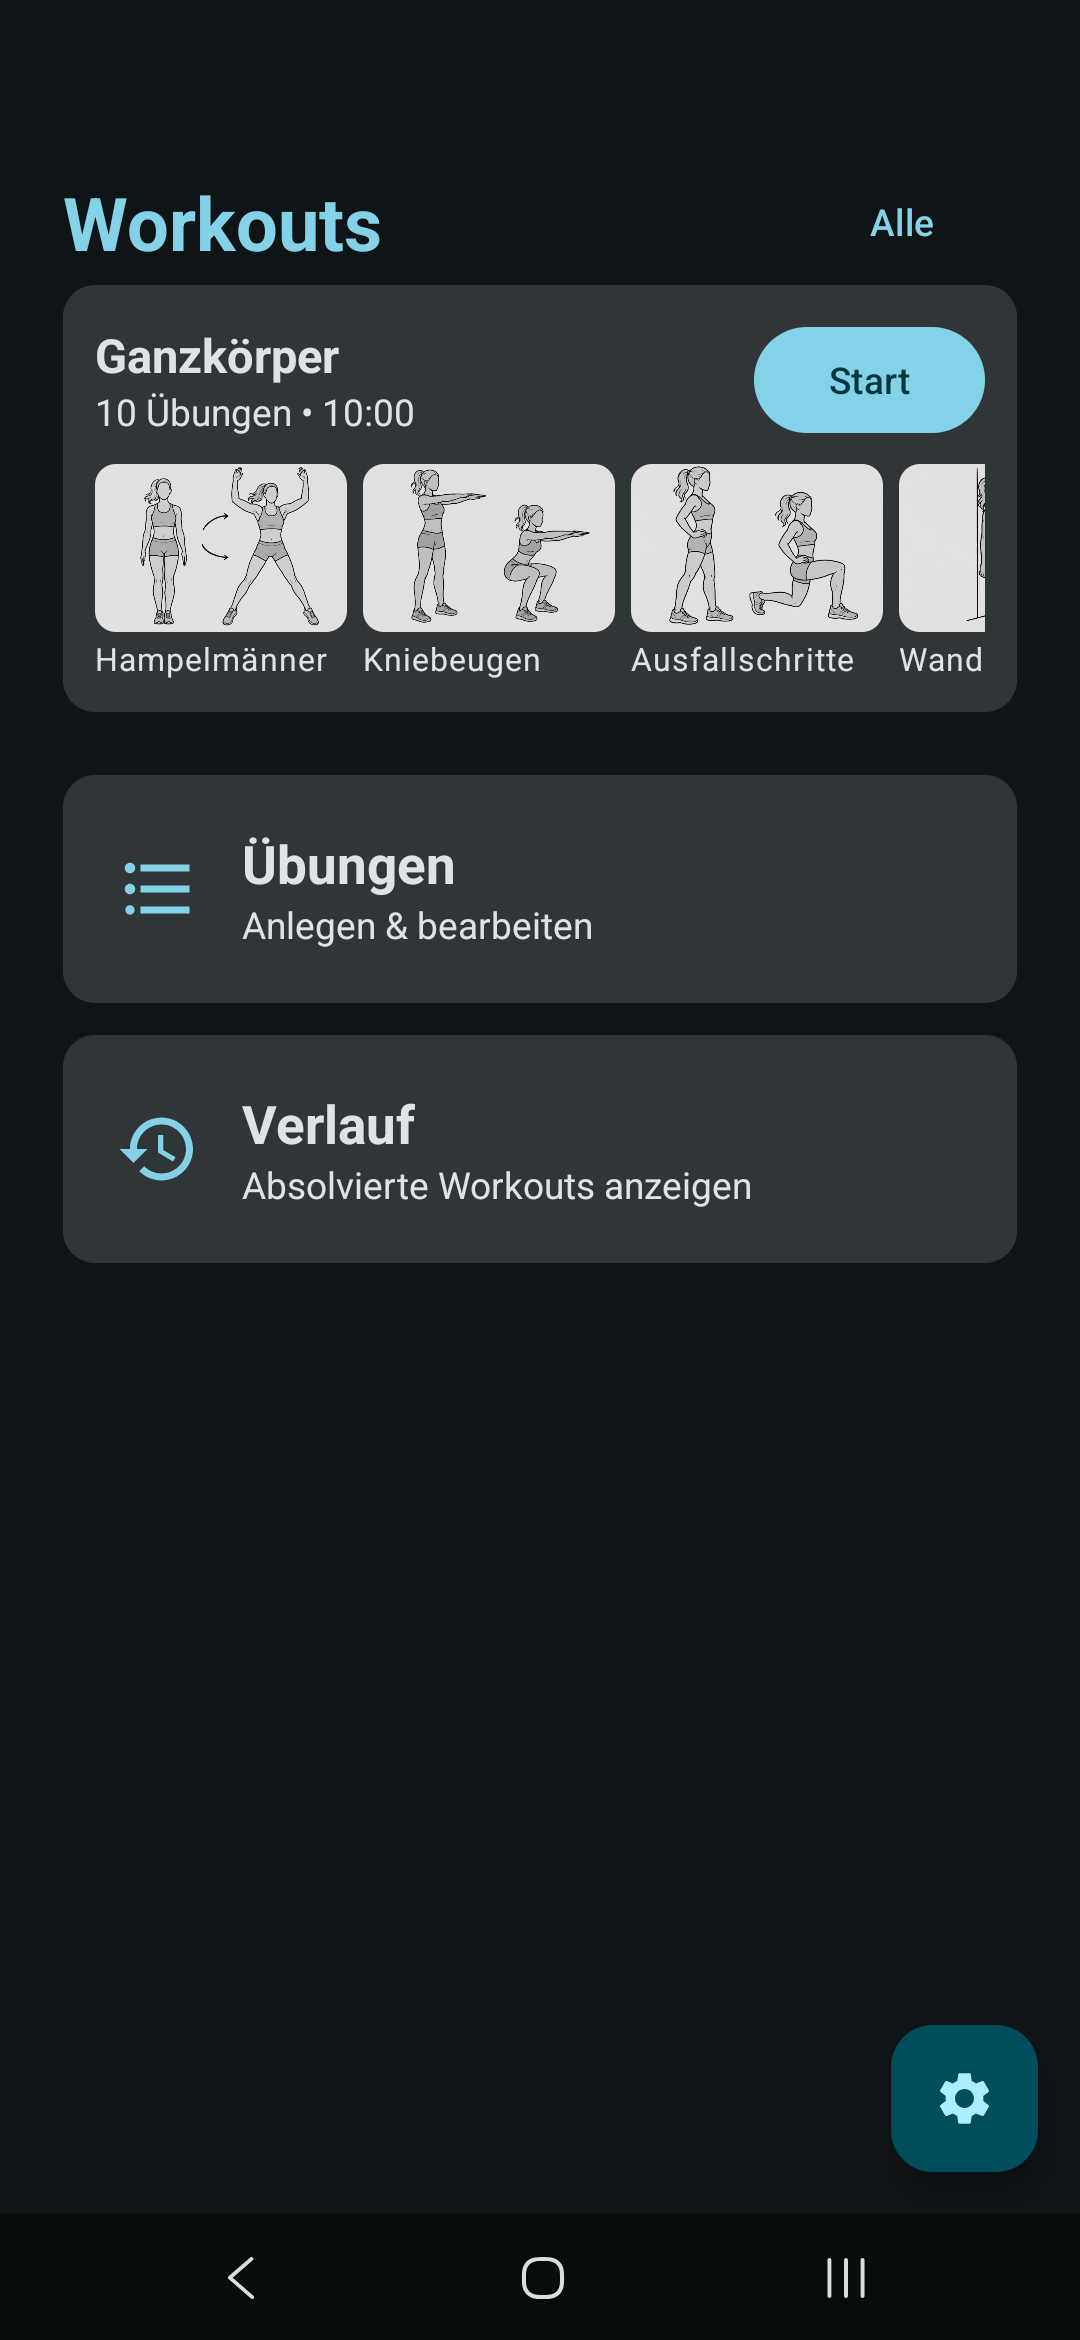 Workouts
Alle
Ganzkörper
10 Übungen • 10:00
Start
Hampelmänner
Kniebeugen
Ausfallschritte
Wand
Übungen
Anlegen & bearbeiten
Verlauf
Absolvierte Workouts anzeigen